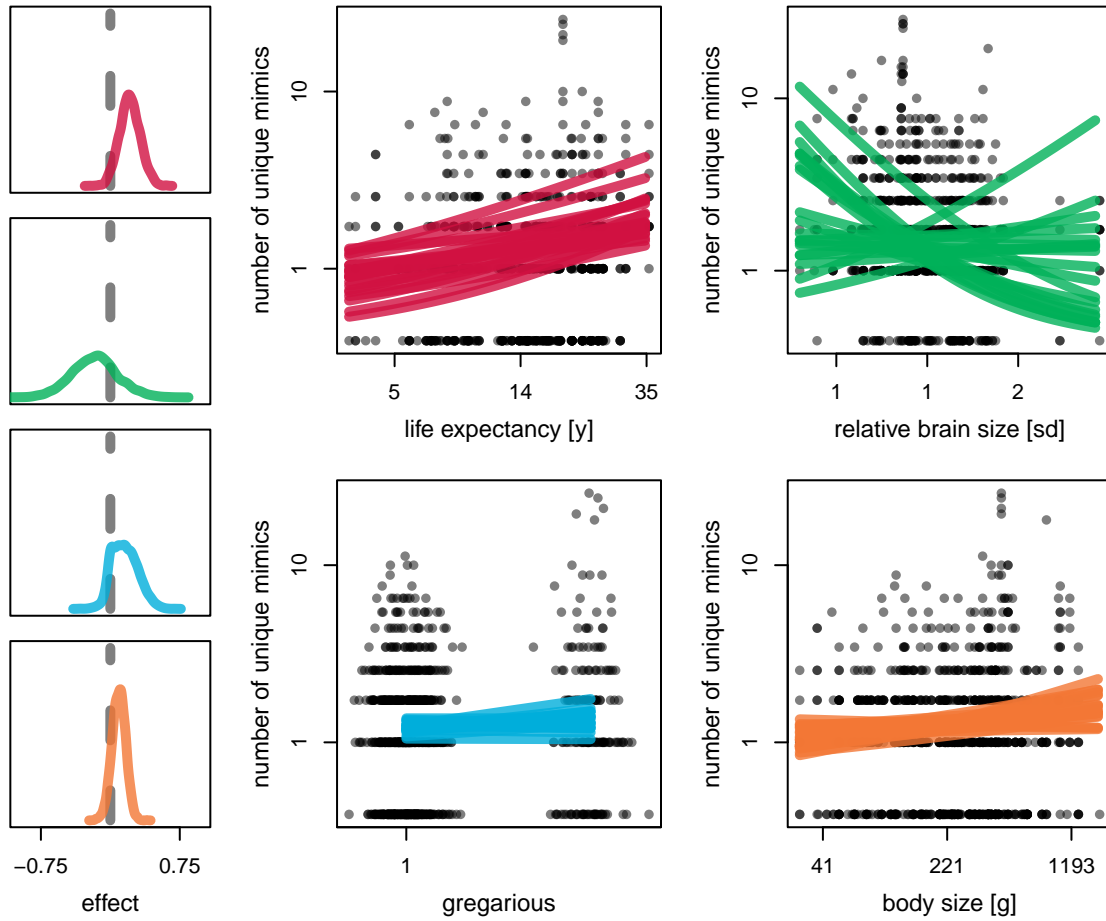 number of unique mimics
10
1
5
14
35
life expectancy [y]
number of unique mimics
10
1
1
1
2
relative brain size [sd]
−0.75
0.75
effect
number of unique mimics
10
1
1
gregarious
number of unique mimics
10
1
41
221
1193
body size [g]